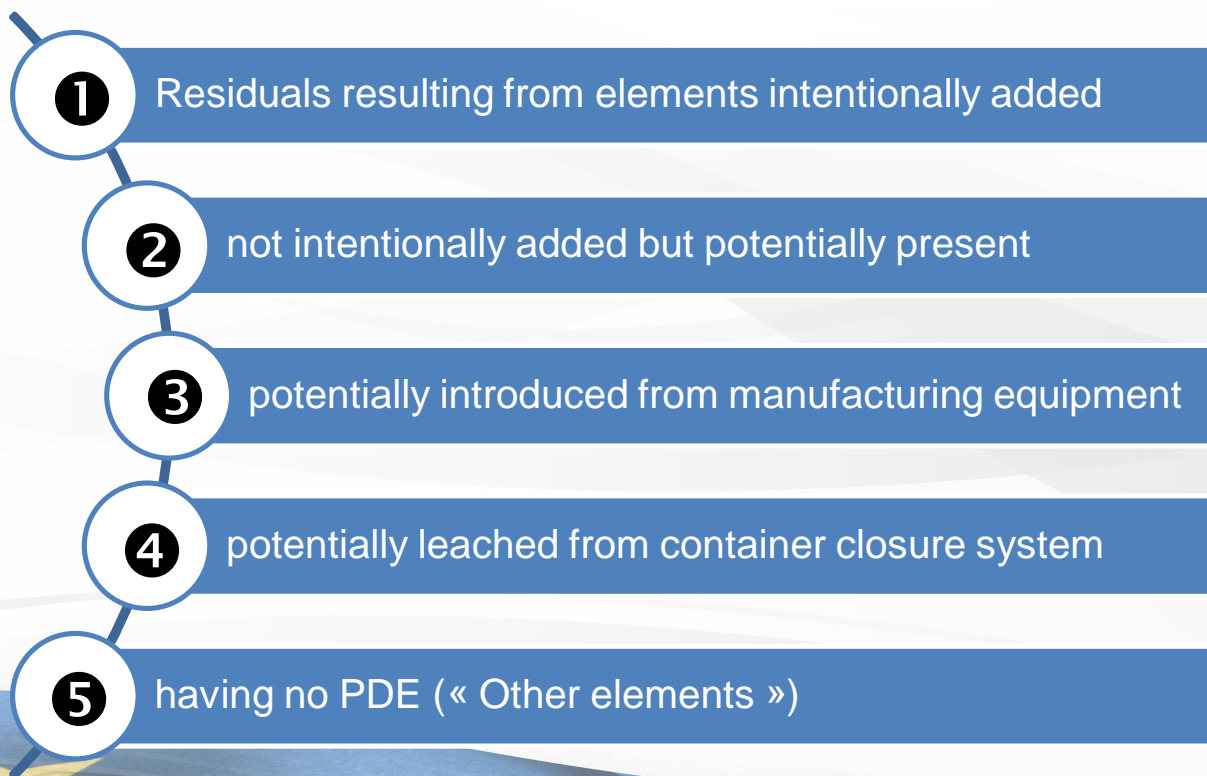 ❶ Residuals resulting from elements intentionally added
❷ not intentionally added but potentially present
❸ potentially introduced from manufacturing equipment
❹ potentially leached from container closure system
❺ having no PDE (« Other elements »)